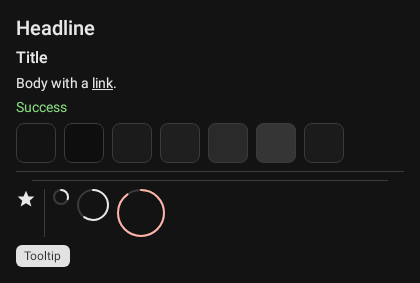 Headline
Title
Body with a link.
Success
Tooltip